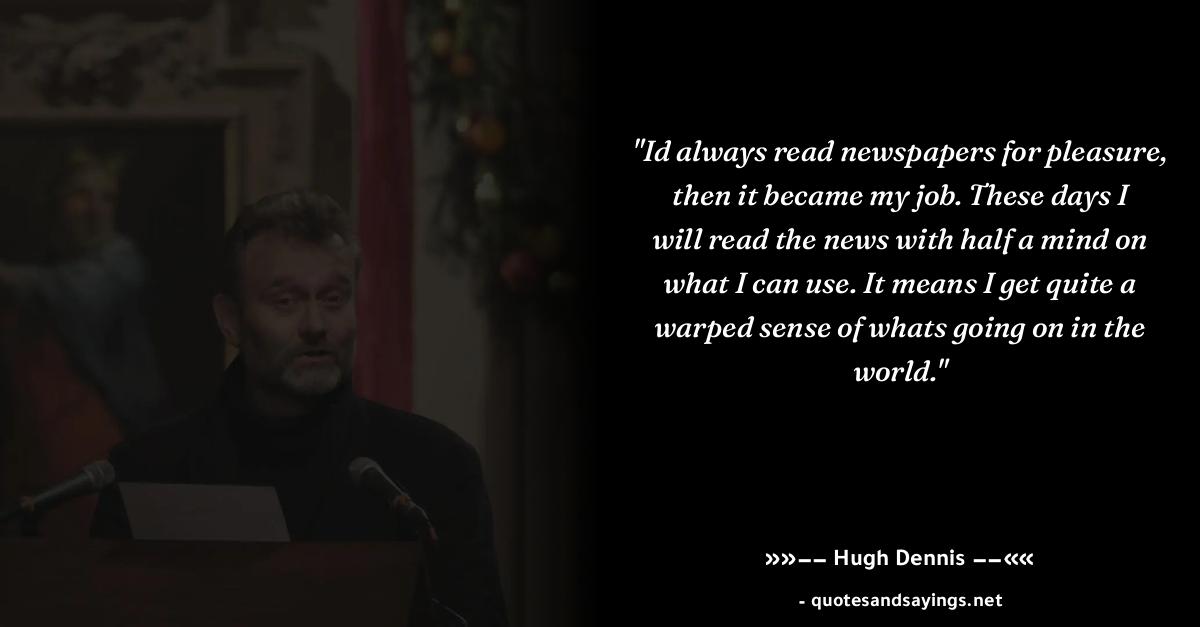 "Id always read newspapers for pleasure,
then it became my job. These days I
will read the news with half a mind on
what I can use. It means I get quite a
warped sense of whats going on in the
world."
»»−− Hugh Dennis −−««
- quotesandsayings.net